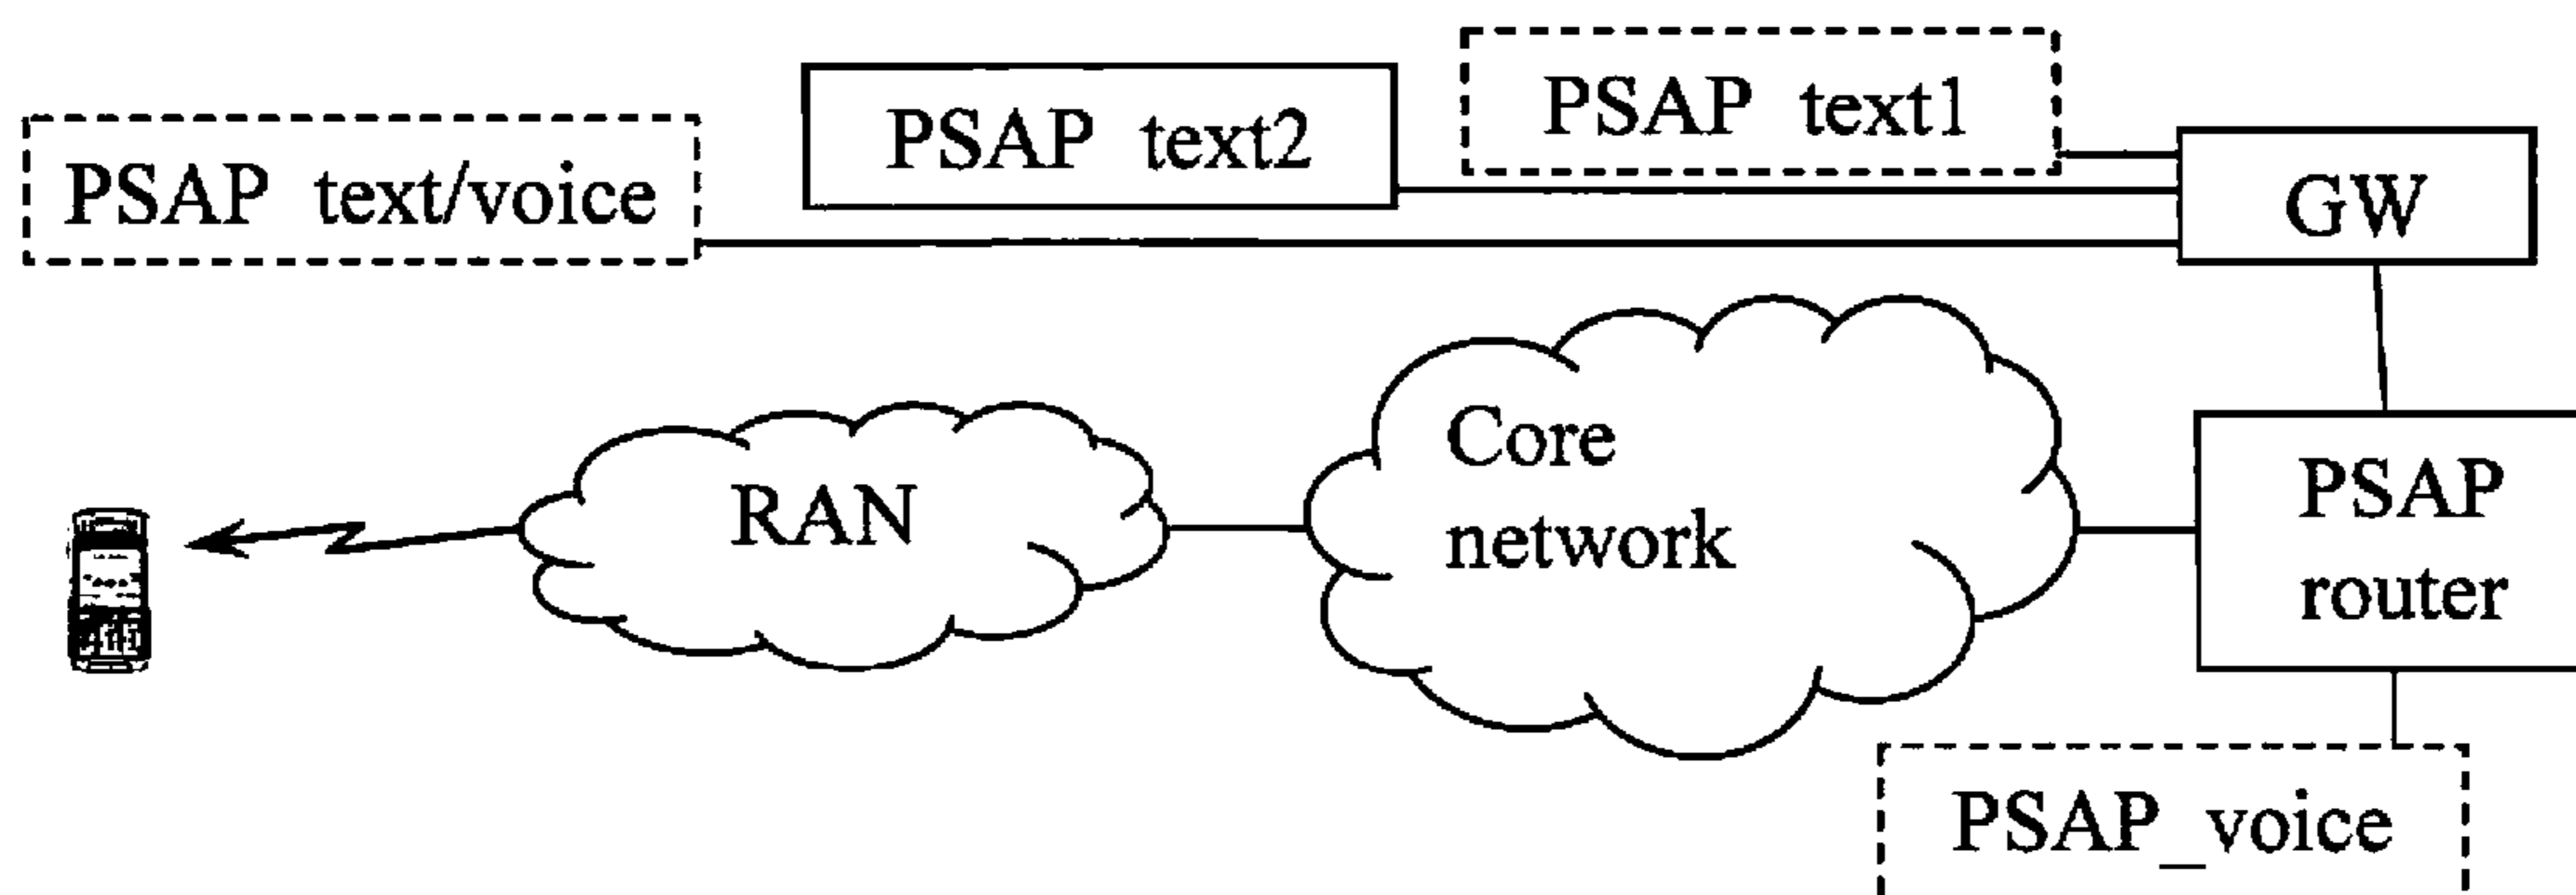 PSAP text1
PSAP text2
PSAP text/voice
GW
Core
network
RAN
PSAP
router
PSAP_voice